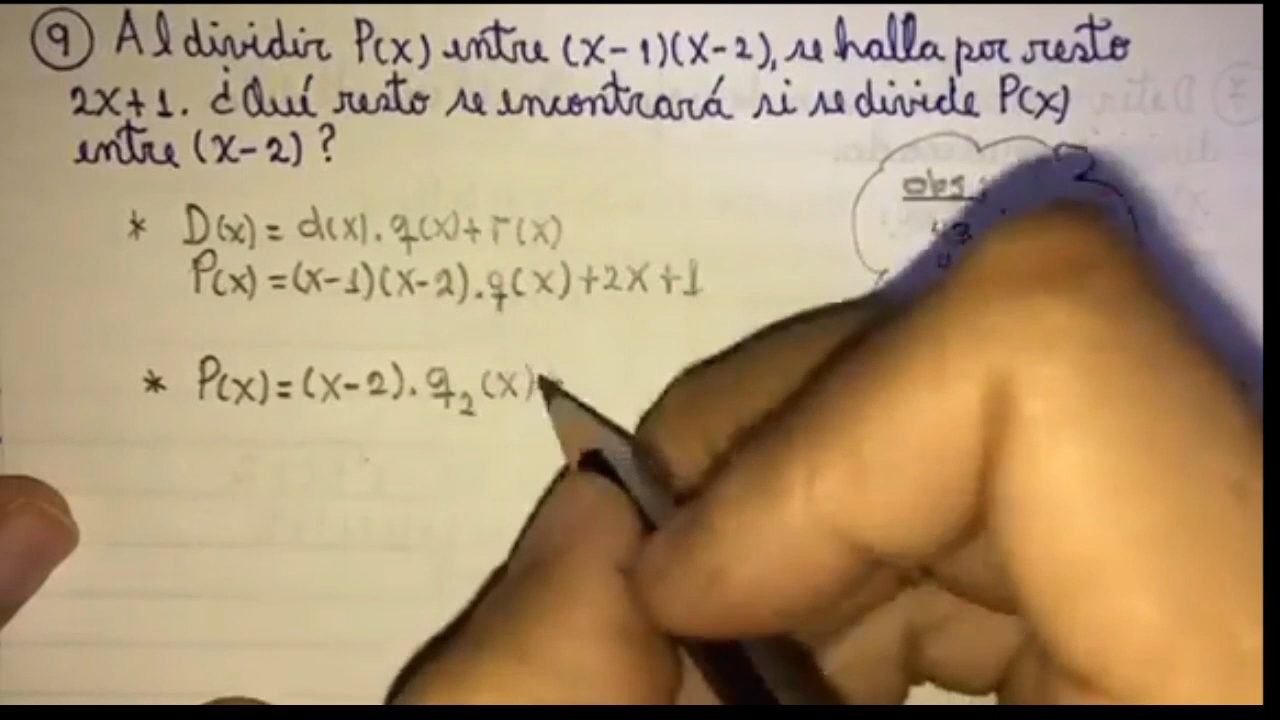 9 Al dividir P(x) entre (x-1)(x-2), se halla por resto
2x+1. ¿Qué resto se encontrará si se divide P(x)
entre (x-2)?
* D(x) = d(x).q(x)+r(x)
P(x) = (x-1)(x-2).q(x)+2x+1
* P(x) = (x-2).q₂(x)
obs